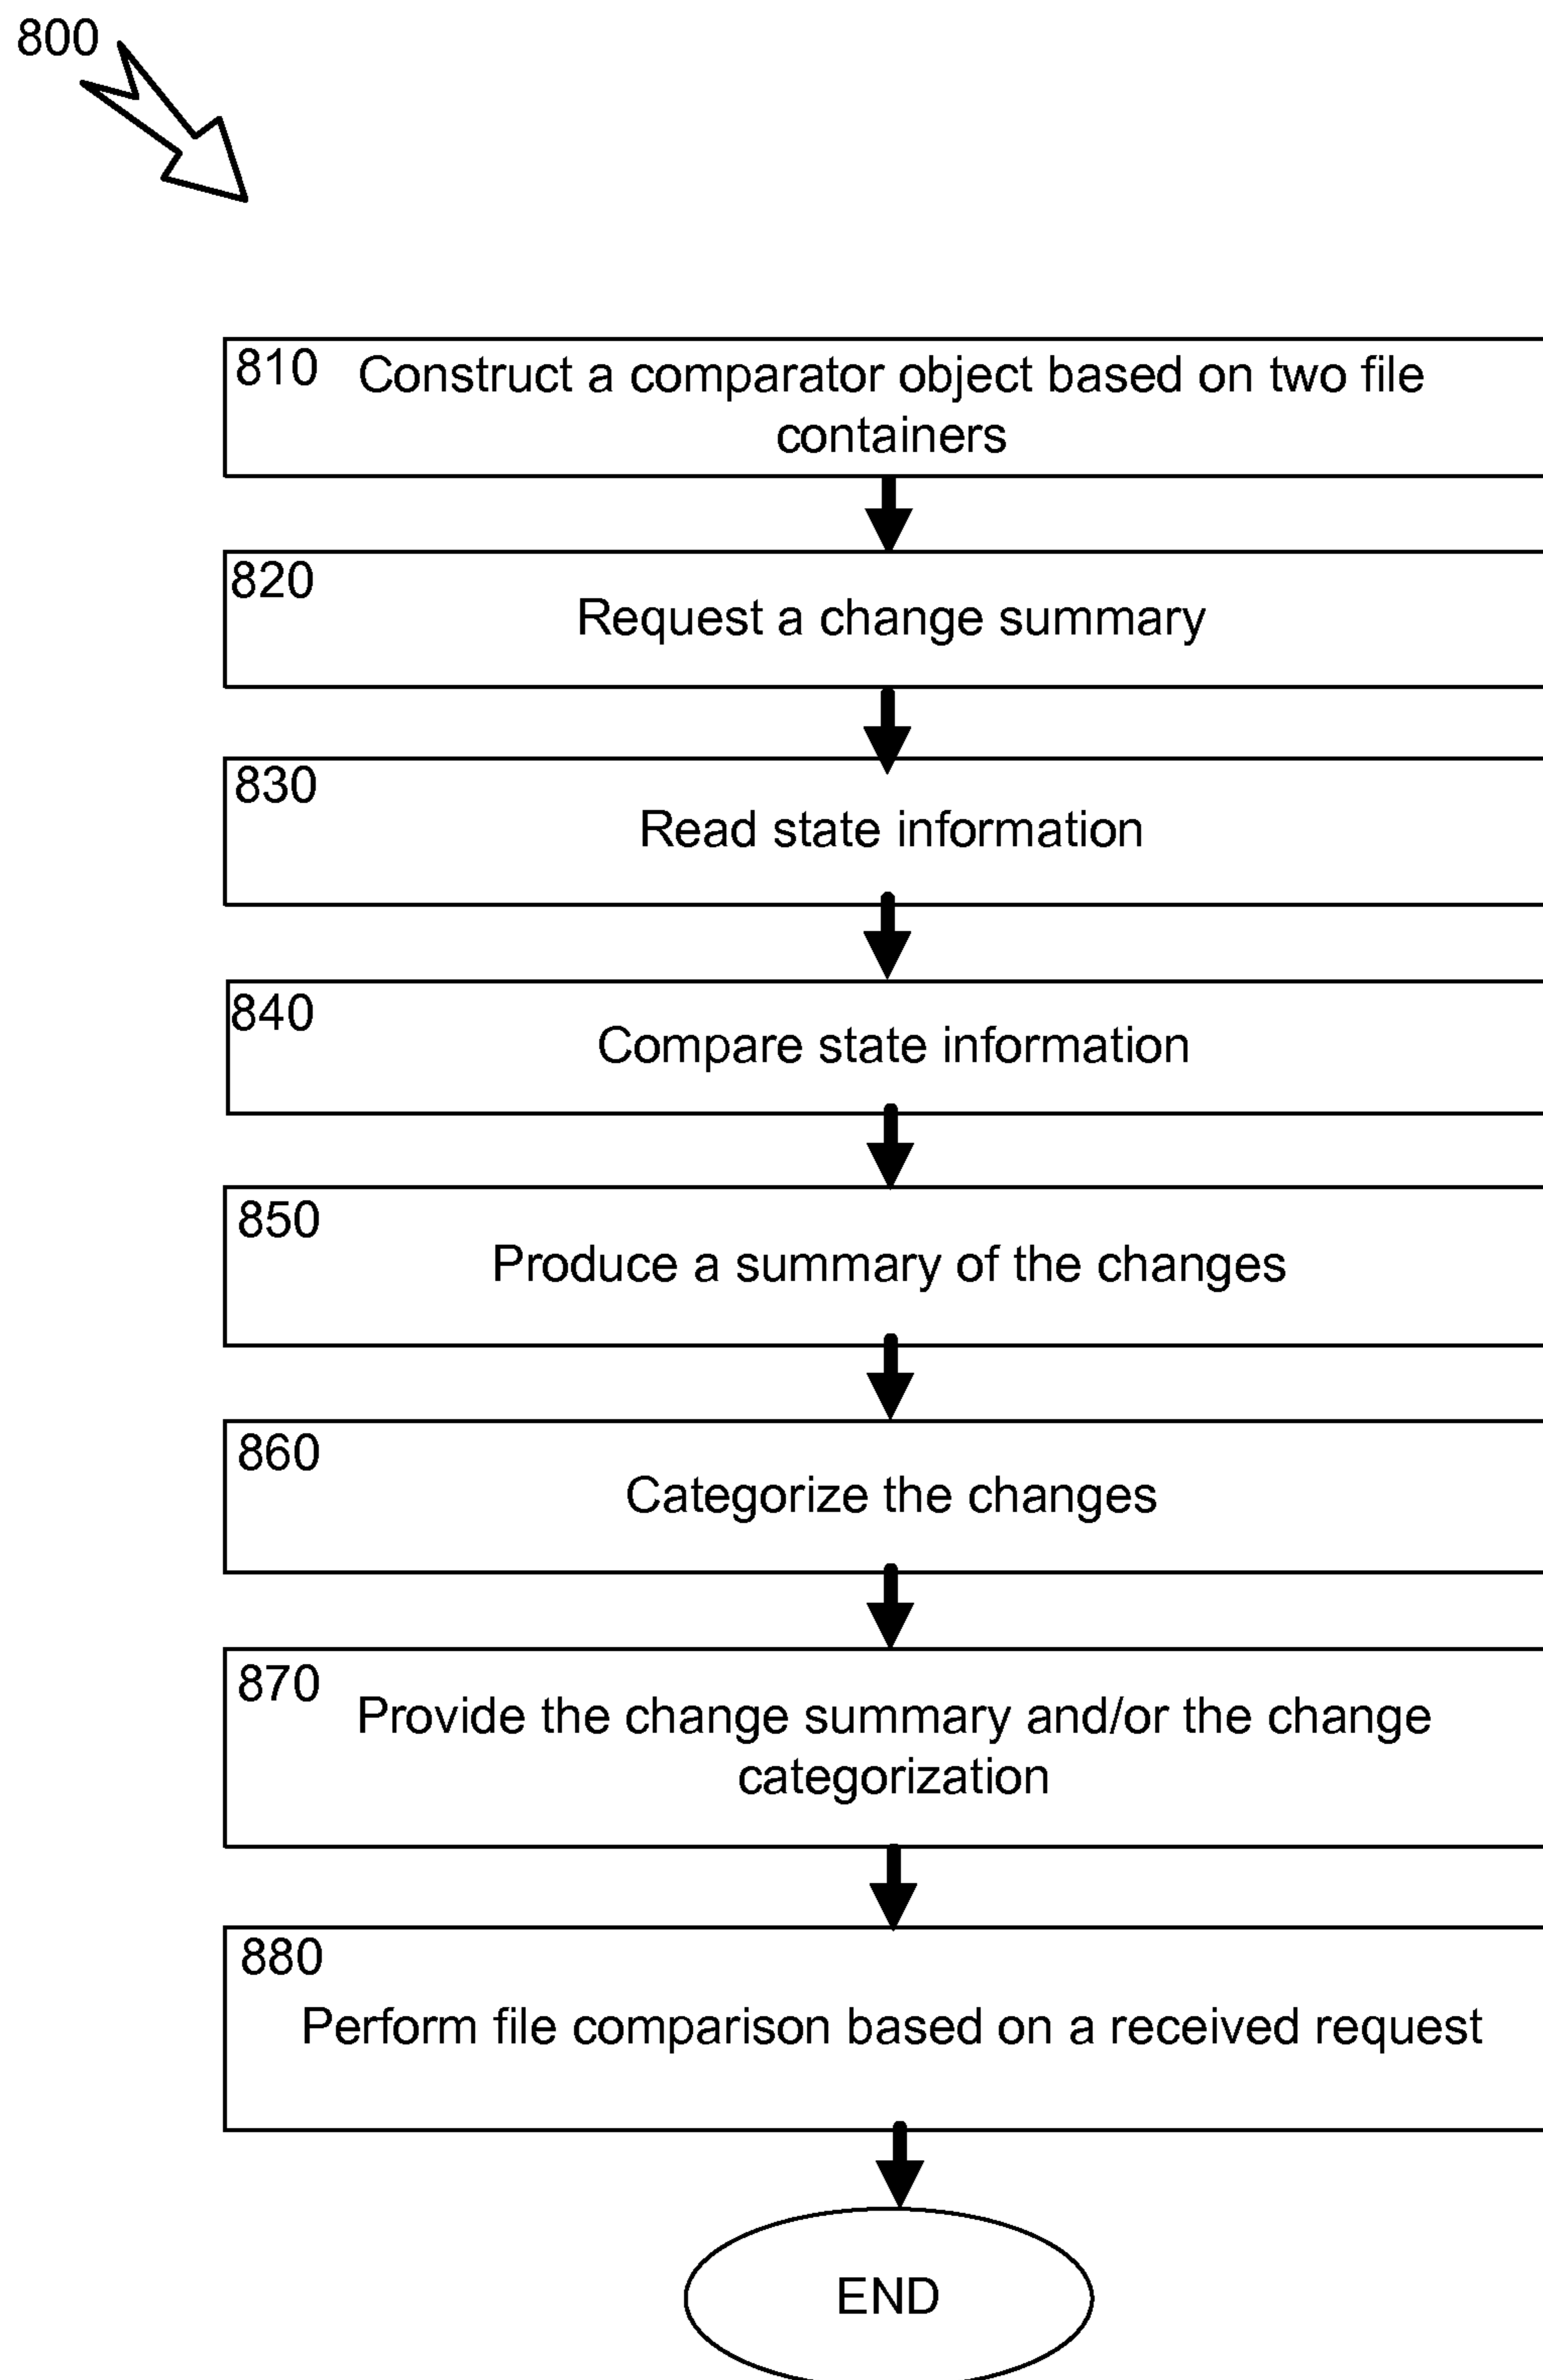 800
810 Construct a comparator object based on two file
containers
820
Request a change summary
830
Read state information
840
Compare state information
850
Produce a summary of the changes
860
Categorize the changes
870
Provide the change summary and/or the change
categorization
880
Perform file comparison based on a received request
END